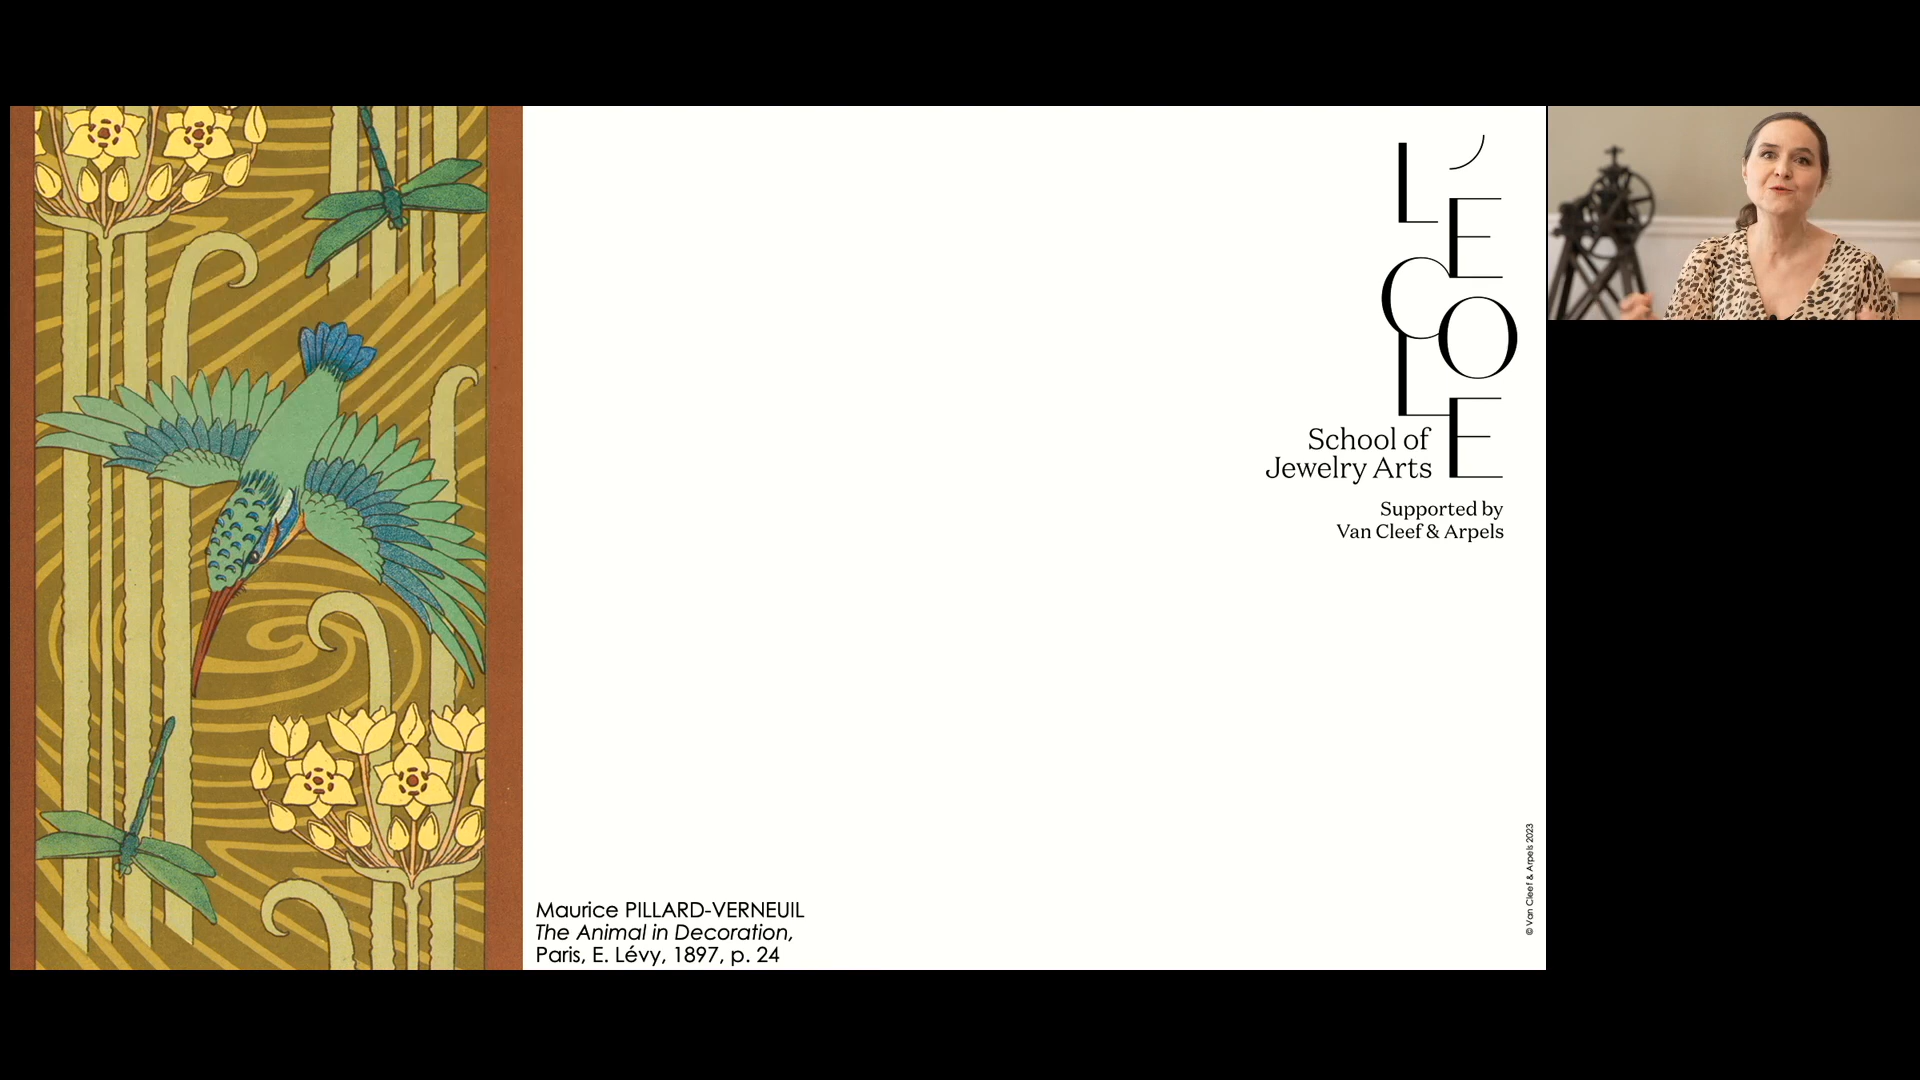 L'ECOLE
School of
Jewelry Arts
Supported by
Van Cleef & Arpels
Maurice PILLARD-VERNEUIL
The Animal in Decoration,
Paris, E. Lévy, 1897, p. 24
© Van Cleef & Arpels 2023